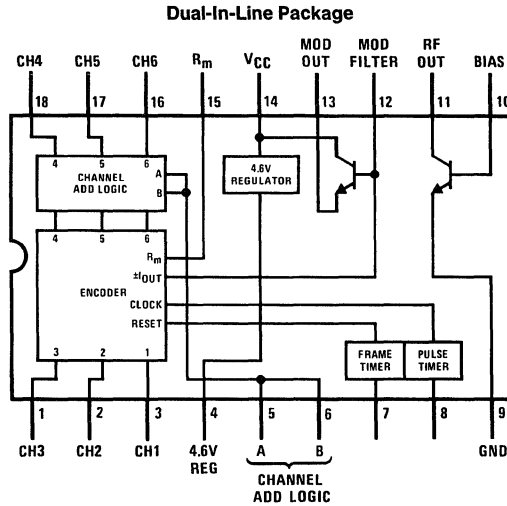 Dual-In-Line Package
CH4 CH5 CH6 Rm VCC MOD OUT MOD FILTER RF OUT BIAS
18 17 16 15 14 13 12 11 10
4 5 6
CHANNEL ADD LOGIC
A
B
4.6V REGULATOR
4 5 6
ENCODER
Rm
±IOUT
CLOCK
RESET
3 2 1
FRAME TIMER
PULSE TIMER
1 2 3 4 5 6 7 8 9
CH3 CH2 CH1 4.6V REG A B GND
CHANNEL ADD LOGIC